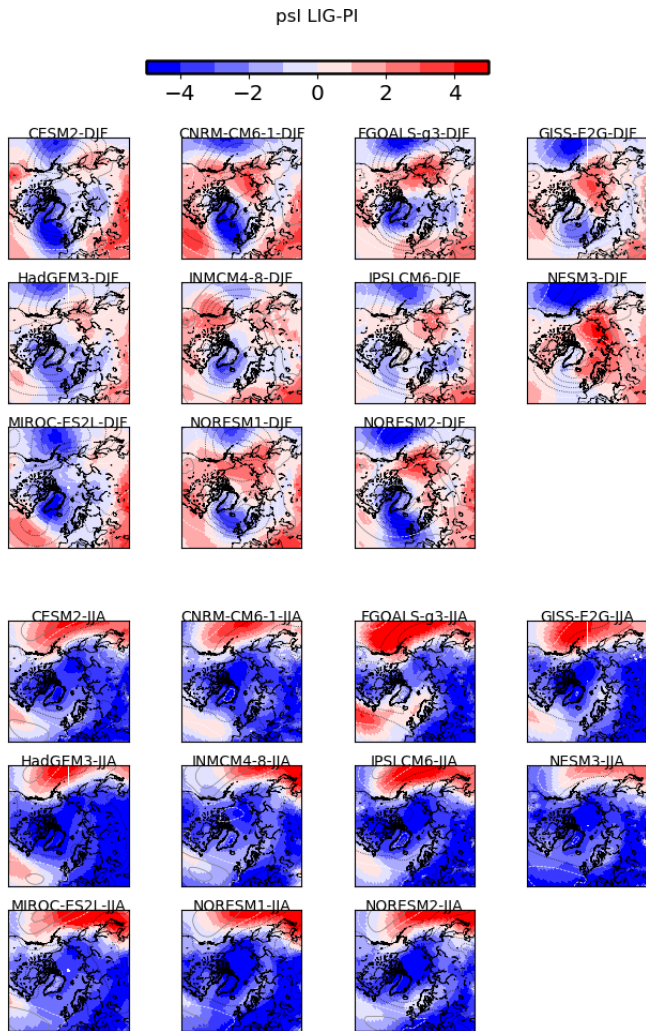 psl LIG-PI
−4 −2 0 2 4
CESM2-DJF CNRM-CM6-1-DJF FGOALS-g3-DJF GISS-E2G-DJF
HadGEM3-DJF INMCM4-8-DJF IPSLCM6-DJF NESM3-DJF
MIROC-ES2L-DJF NORESM1-DJF NORESM2-DJF
CESM2-JJA CNRM-CM6-1-JJA FGOALS-g3-JJA GISS-E2G-JJA
HadGEM3-JJA INMCM4-8-JJA IPSLCM6-JJA NESM3-JJA
MIROC-ES2L-JJA NORESM1-JJA NORESM2-JJA